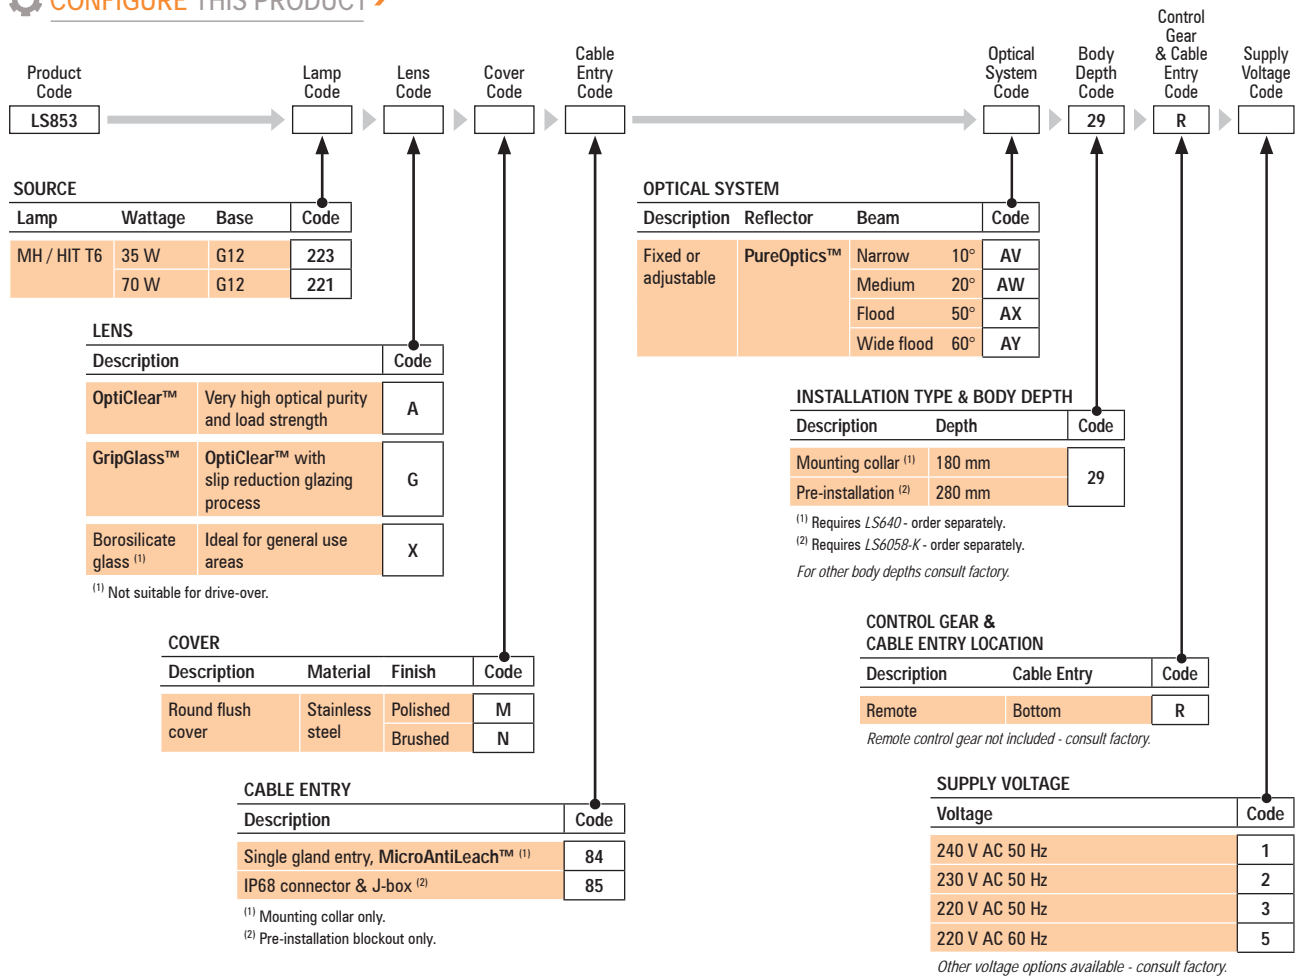 CONFIGURE THIS PRODUCT
Product Code
Lamp Code
Lens Code
Cover Code
Cable Entry Code
Optical System Code
Body Depth Code
Control Gear & Cable Entry Code
Supply Voltage Code
LS853
29
R
SOURCE
Lamp Wattage Base Code
MH / HIT T6 35 W G12 223
70 W G12 221
LENS
Description Code
OptiClear™ Very high optical purity and load strength A
GripGlass™ OptiClear™ with slip reduction glazing process G
Borosilicate glass (1) Ideal for general use areas X
(1) Not suitable for drive-over.
COVER
Description Material Finish Code
Round flush cover Stainless steel Polished M
Brushed N
CABLE ENTRY
Description Code
Single gland entry, MicroAntiLeach™ (1) 84
IP68 connector & J-box (2) 85
(1) Mounting collar only.
(2) Pre-installation blockout only.
OPTICAL SYSTEM
Description Reflector Beam Code
Fixed or adjustable PureOptics™ Narrow 10° AV
Medium 20° AW
Flood 50° AX
Wide flood 60° AY
INSTALLATION TYPE & BODY DEPTH
Description Depth Code
Mounting collar (1) 180 mm 29
Pre-installation (2) 280 mm
(1) Requires LS640 - order separately.
(2) Requires LS6058-K - order separately.
For other body depths consult factory.
CONTROL GEAR &
CABLE ENTRY LOCATION
Description Cable Entry Code
Remote Bottom R
Remote control gear not included - consult factory.
SUPPLY VOLTAGE
Voltage Code
240 V AC 50 Hz 1
230 V AC 50 Hz 2
220 V AC 50 Hz 3
220 V AC 60 Hz 5
Other voltage options available - consult factory.